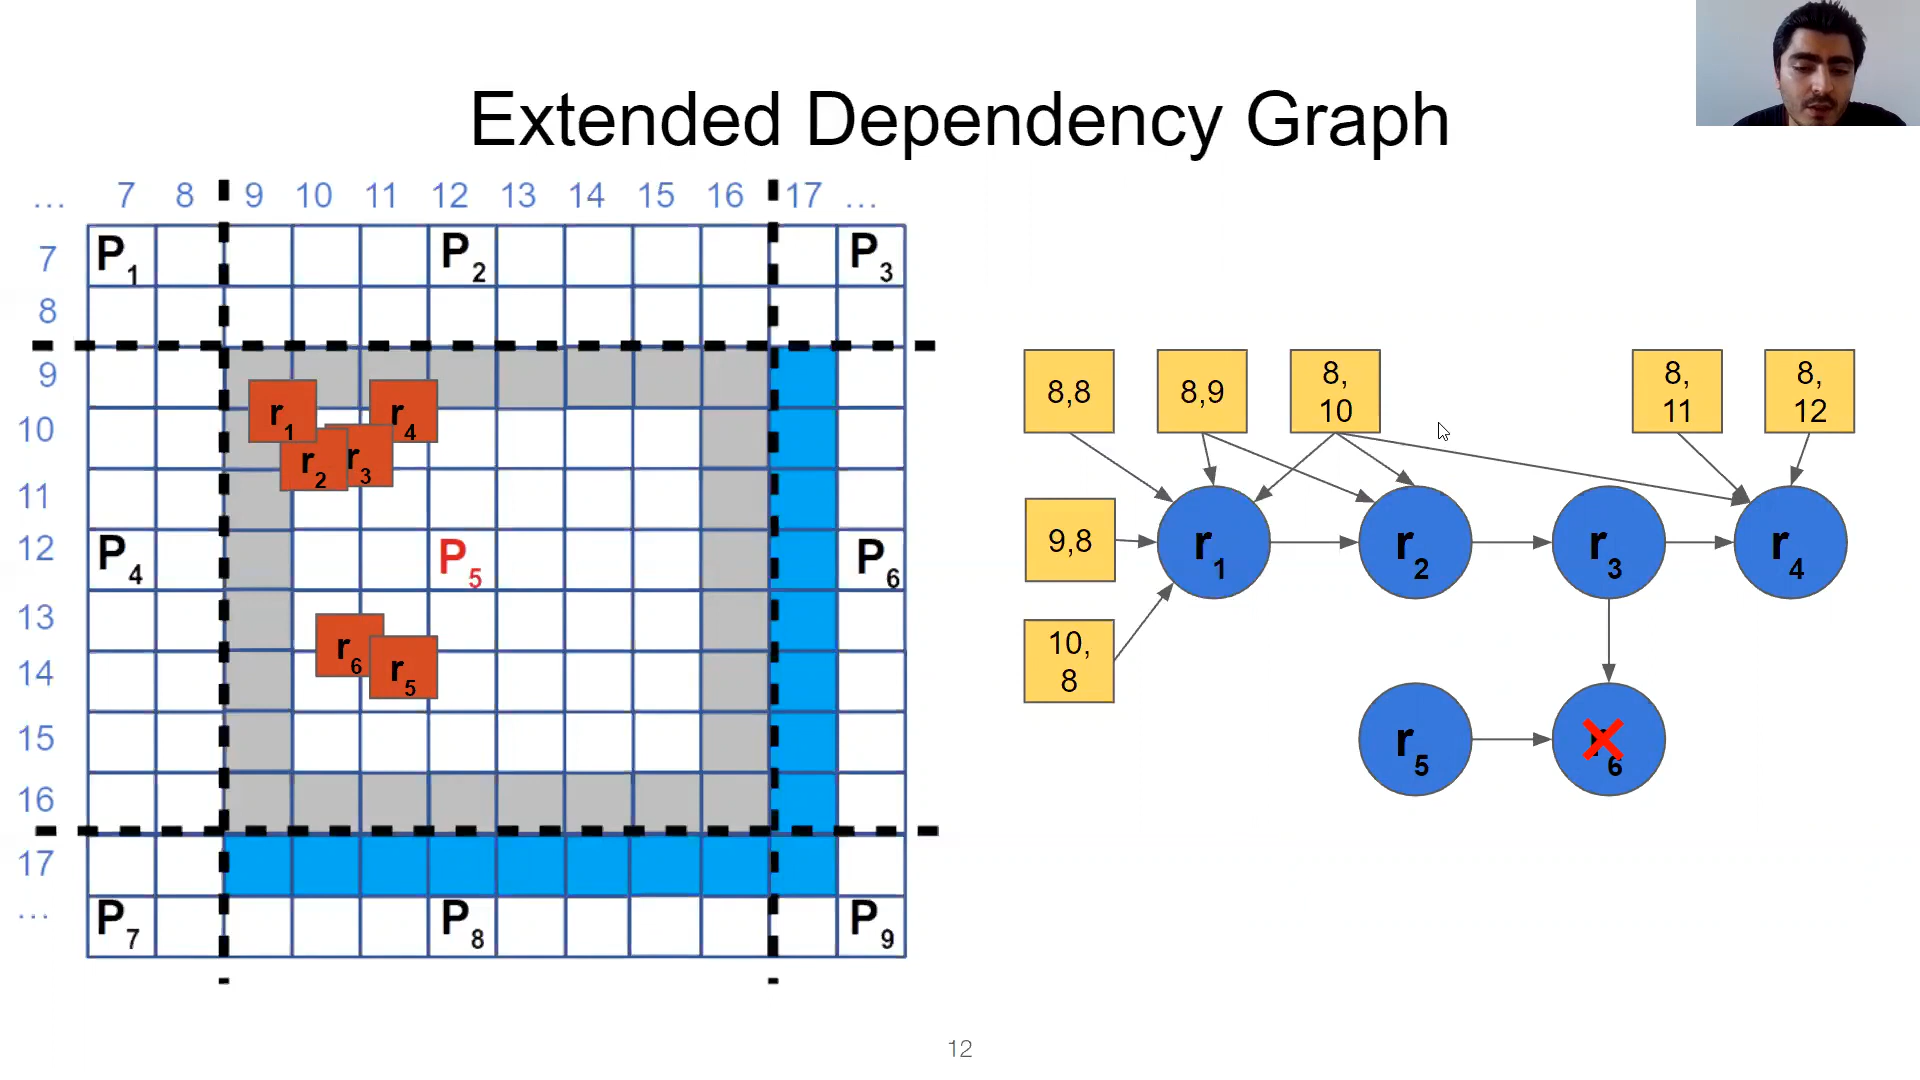 Extended Dependency Graph
... 7 8 9 10 11 12 13 14 15 16 17 ...
7
8
9
10
11
12
13
14
15
16
17
...
P1 P2 P3
r1 r4
r2 r3
P4 P5 P6
r6 r5
P7 P8 P9
8,8
8,9
8,
10
8,
11
8,
12
9,8
10,
8
r1 r2 r3 r4
r5 r6
12